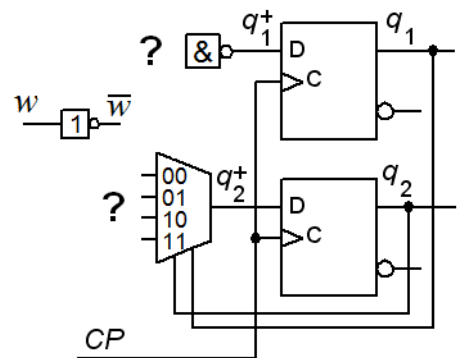 ? & q₁⁺ D C q₁
w 1 w̅
? 00 01 10 11 q₂⁺ D C q₂
CP